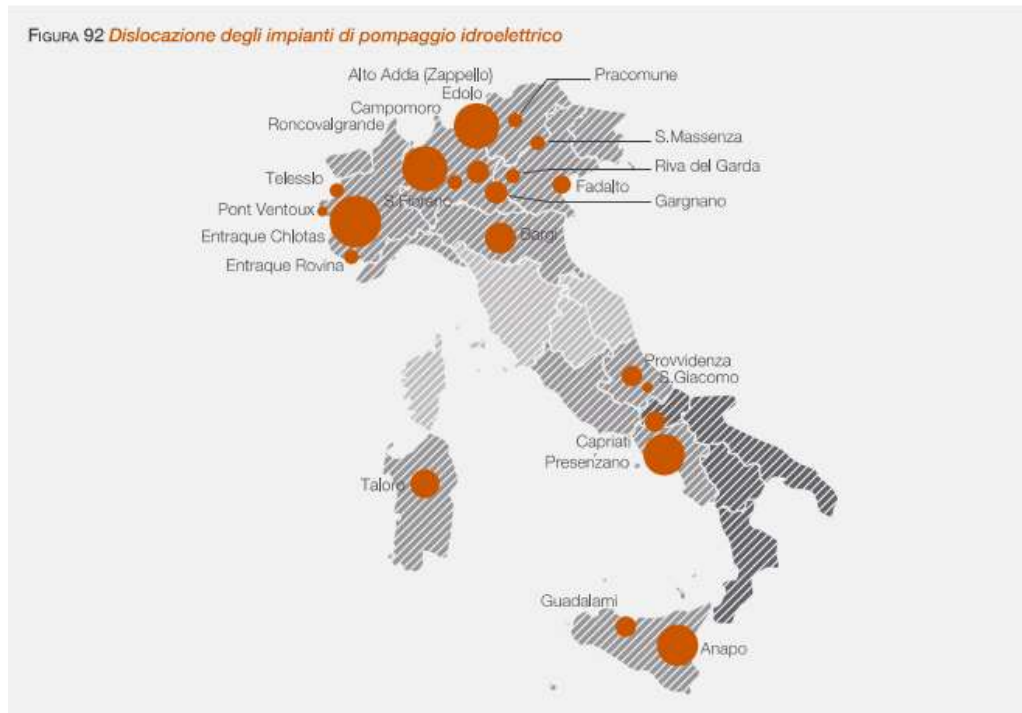 FIGURA 92 Dislocazione degli impianti di pompaggio idroelettrico
Alto Adda (Zappello)
Pracomune
Edolo
Campomoro
Roncovalgrande
S.Massenza
Riva del Garda
Telessio
Fadalto
S.Fiorano
Gargnano
Pont Ventoux
Entraque Chiotas
Bargi
Entraque Rovina
Provvidenza
S.Giacomo
Capriati
Presenzano
Taloro
Guadalami
Anapo